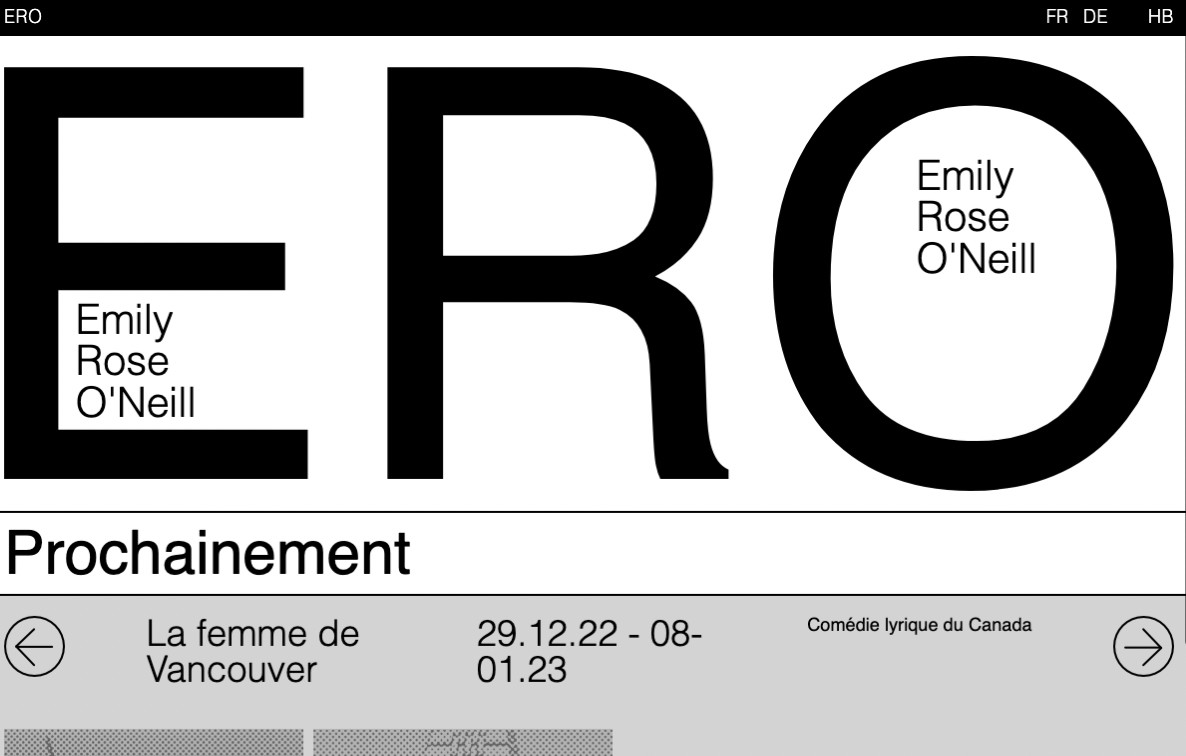 ERO
FR DE HB
ERO
Emily
Rose
O'Neill
Emily
Rose
O'Neill
Prochainement
La femme de
Vancouver
29.12.22 - 08-
01.23
Comédie lyrique du Canada